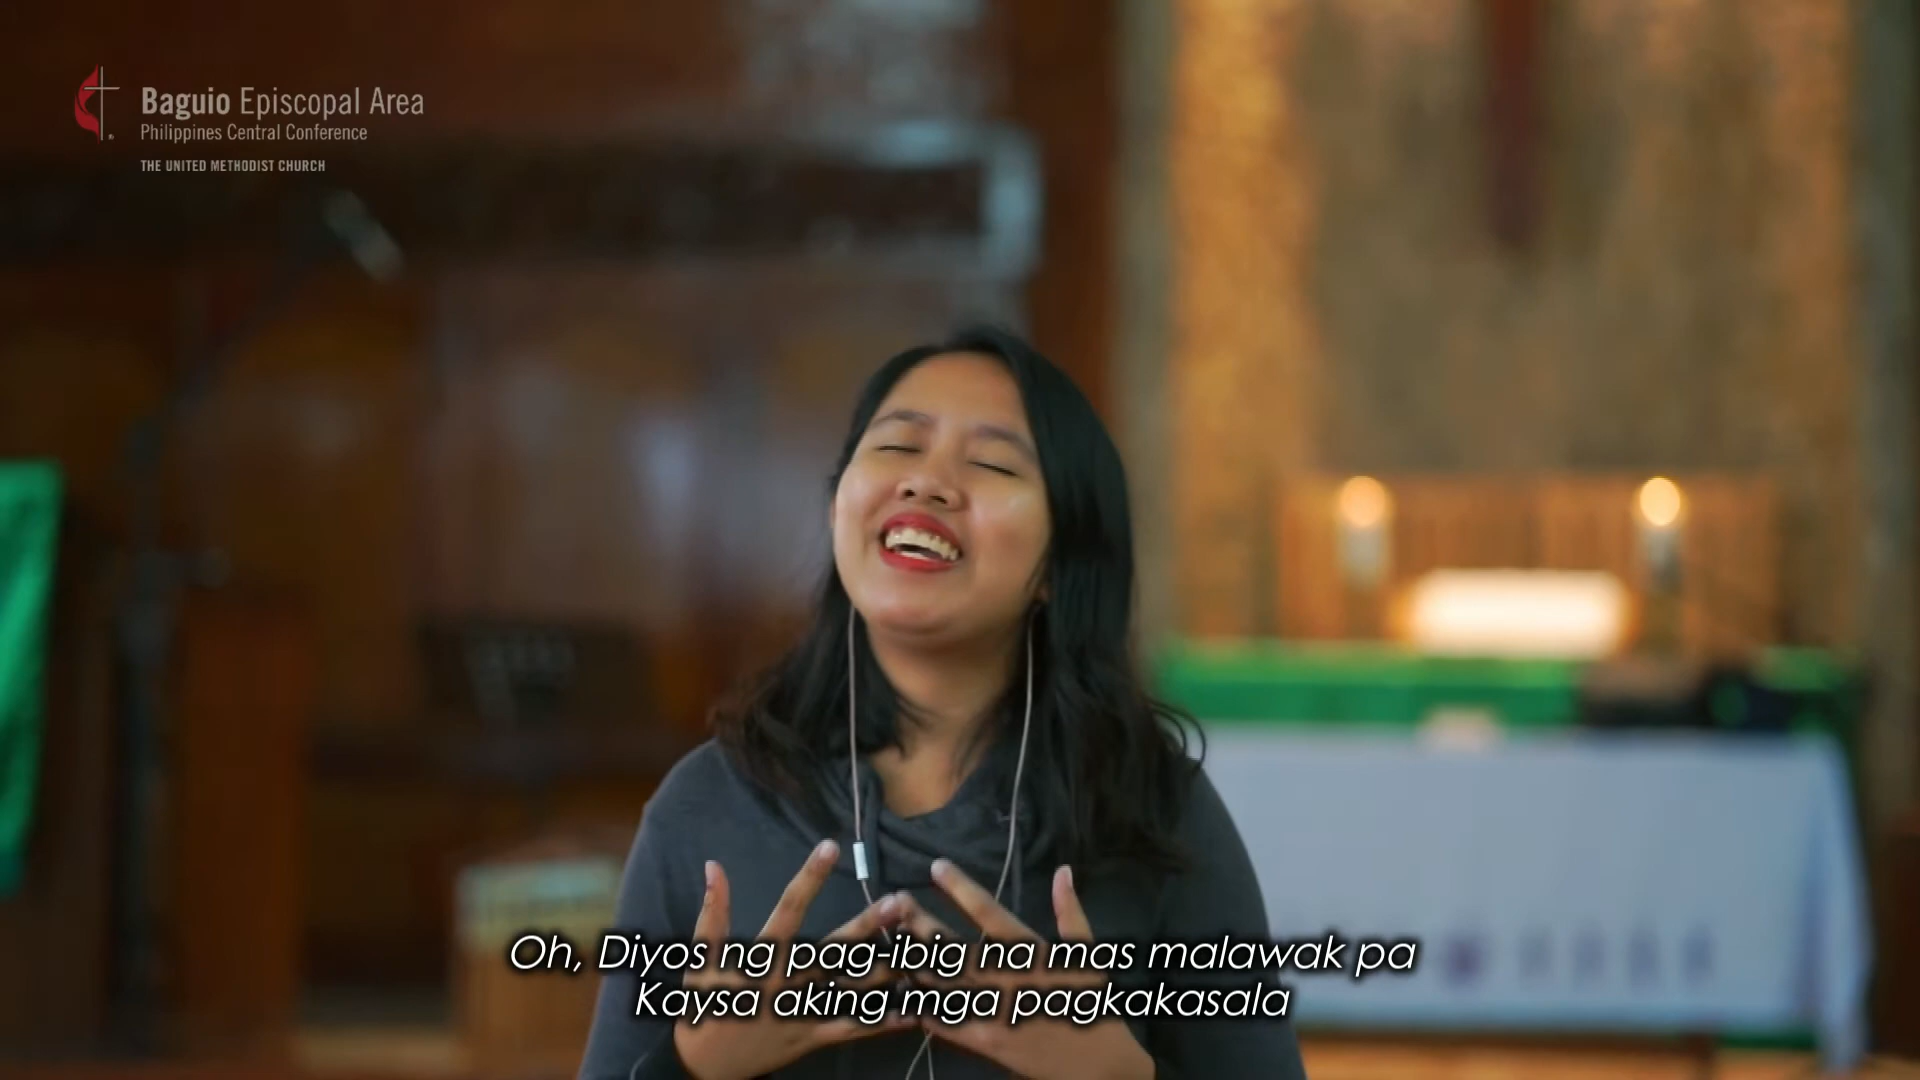 Baguio Episcopal Area
Philippines Central Conference
THE UNITED METHODIST CHURCH
Oh, Diyos ng pag-ibig na mas malawak pa
Kaysa aking mga pagkakasala